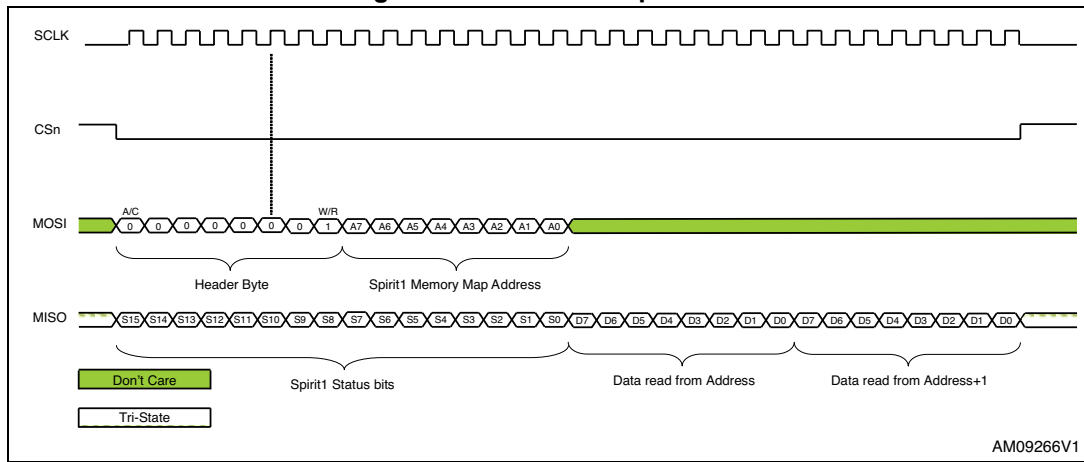 SCLK
CSn
A/C W/R
MOSI 0 0 0 0 0 0 0 1 A7 A6 A5 A4 A3 A2 A1 A0
Header Byte Spirit1 Memory Map Address
MISO S15 S14 S13 S12 S11 S10 S9 S8 S7 S6 S5 S4 S3 S2 S1 S0 D7 D6 D5 D4 D3 D2 D1 D0 D7 D6 D5 D4 D3 D2 D1 D0
Spirit1 Status bits Data read from Address Data read from Address+1
Don't Care
Tri-State
AM09266V1